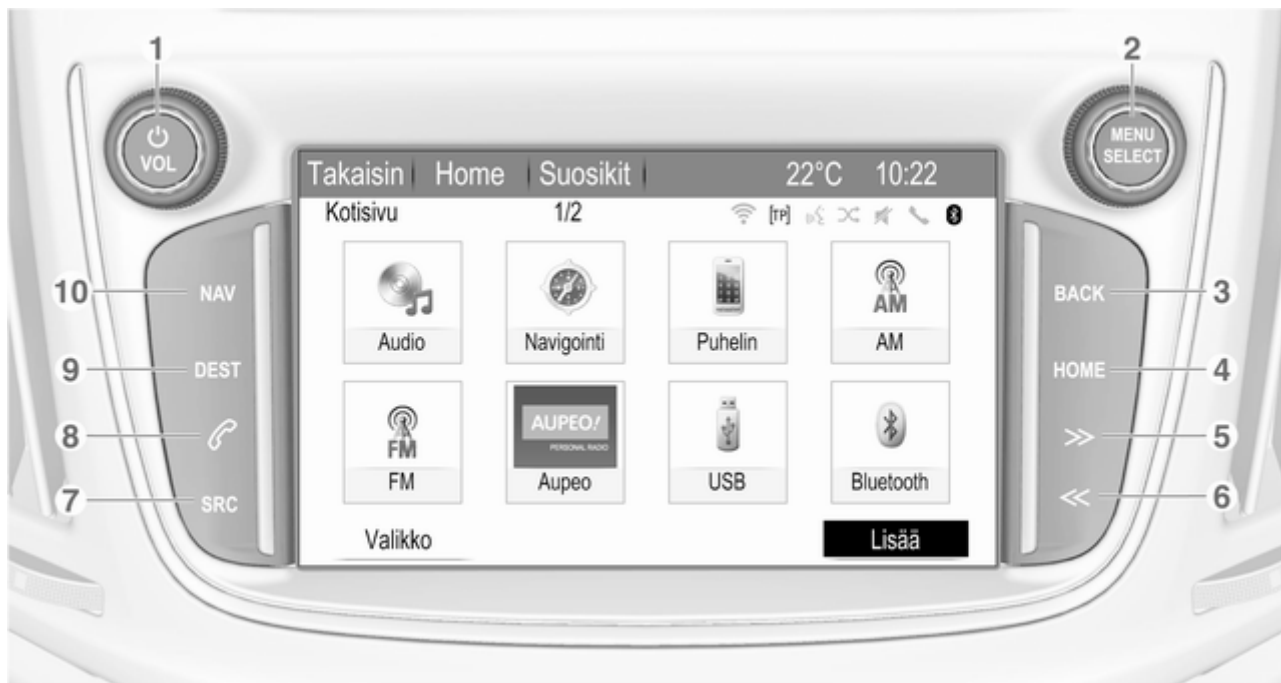 1
2
VOL
MENU
SELECT
Takaisin Home Suosikit 22°C 10:22
Kotisivu 1/2 [TP]
10 NAV
BACK 3
Audio Navigointi Puhelin AM
AM
9 DEST
HOME 4
8
5
AUPEO!
PERSONAL RADIO
FM
FM Aupeo USB Bluetooth
7 SRC
6
Valikko Lisää